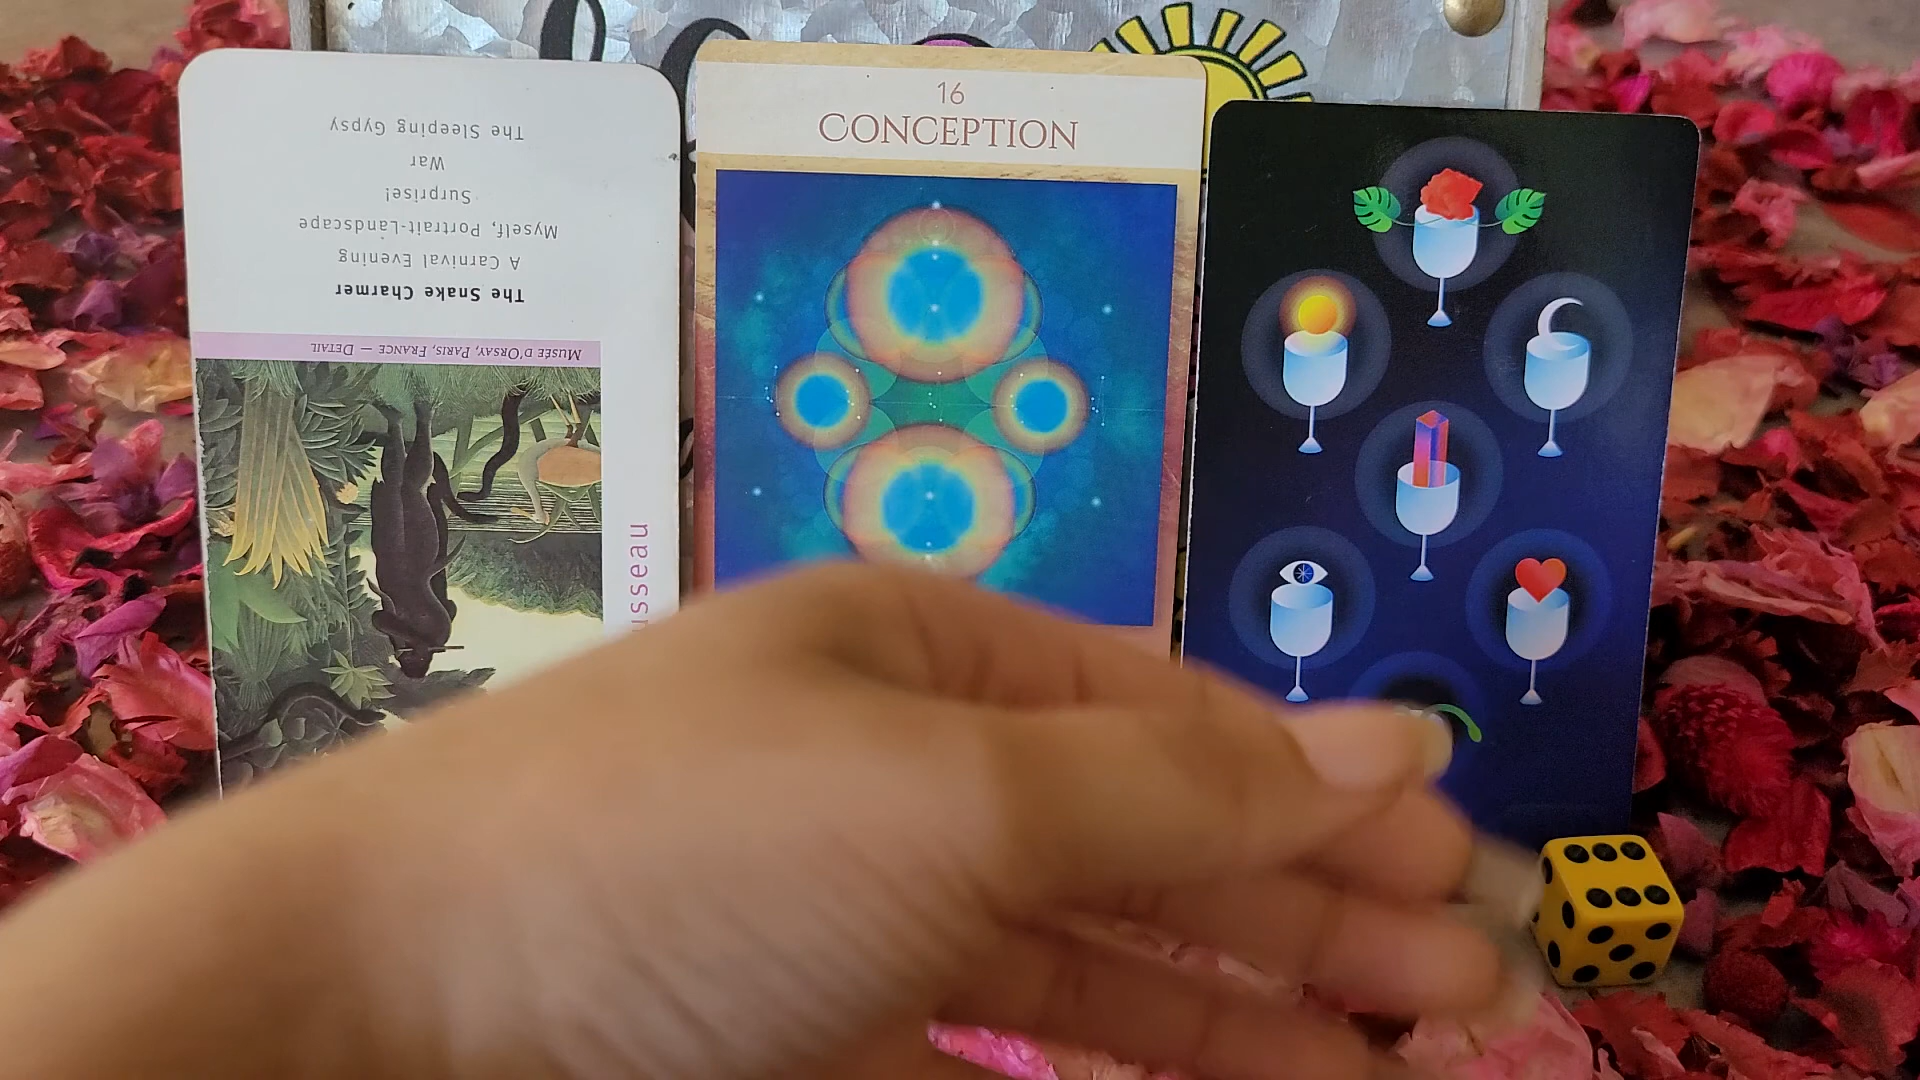 The Sleeping Gypsy
War
Surprise!
Myself, Portrait-Landscape
A Carnival Evening
The Snake Charmer
MUSÉE D'ORSAY, PARIS, FRANCE — DETAIL
usseau
16
CONCEPTION